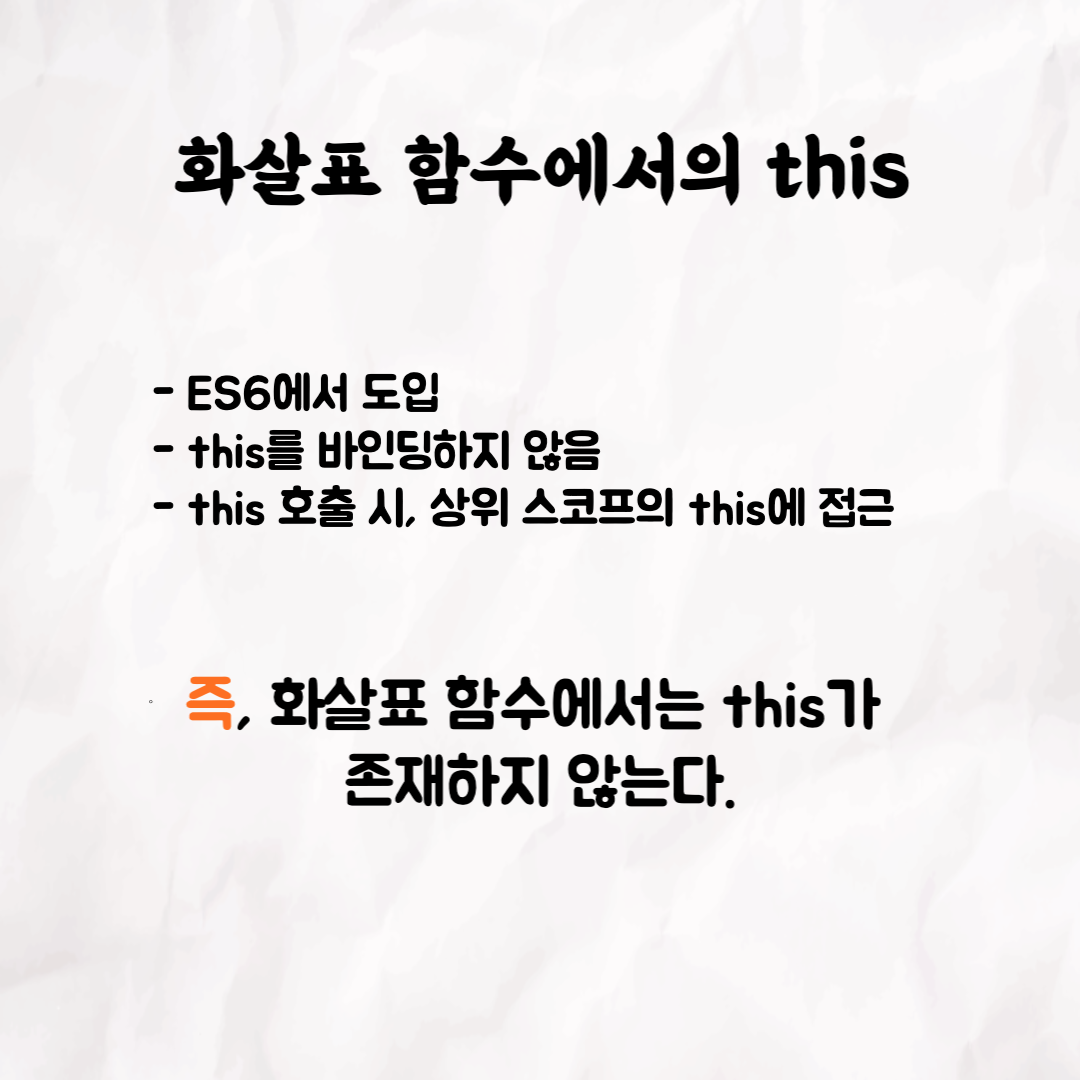 화살표 함수에서의 this
- ES6에서 도입
- this를 바인딩하지 않음
- this 호출 시, 상위 스코프의 this에 접근
즉, 화살표 함수에서는 this가
존재하지 않는다.